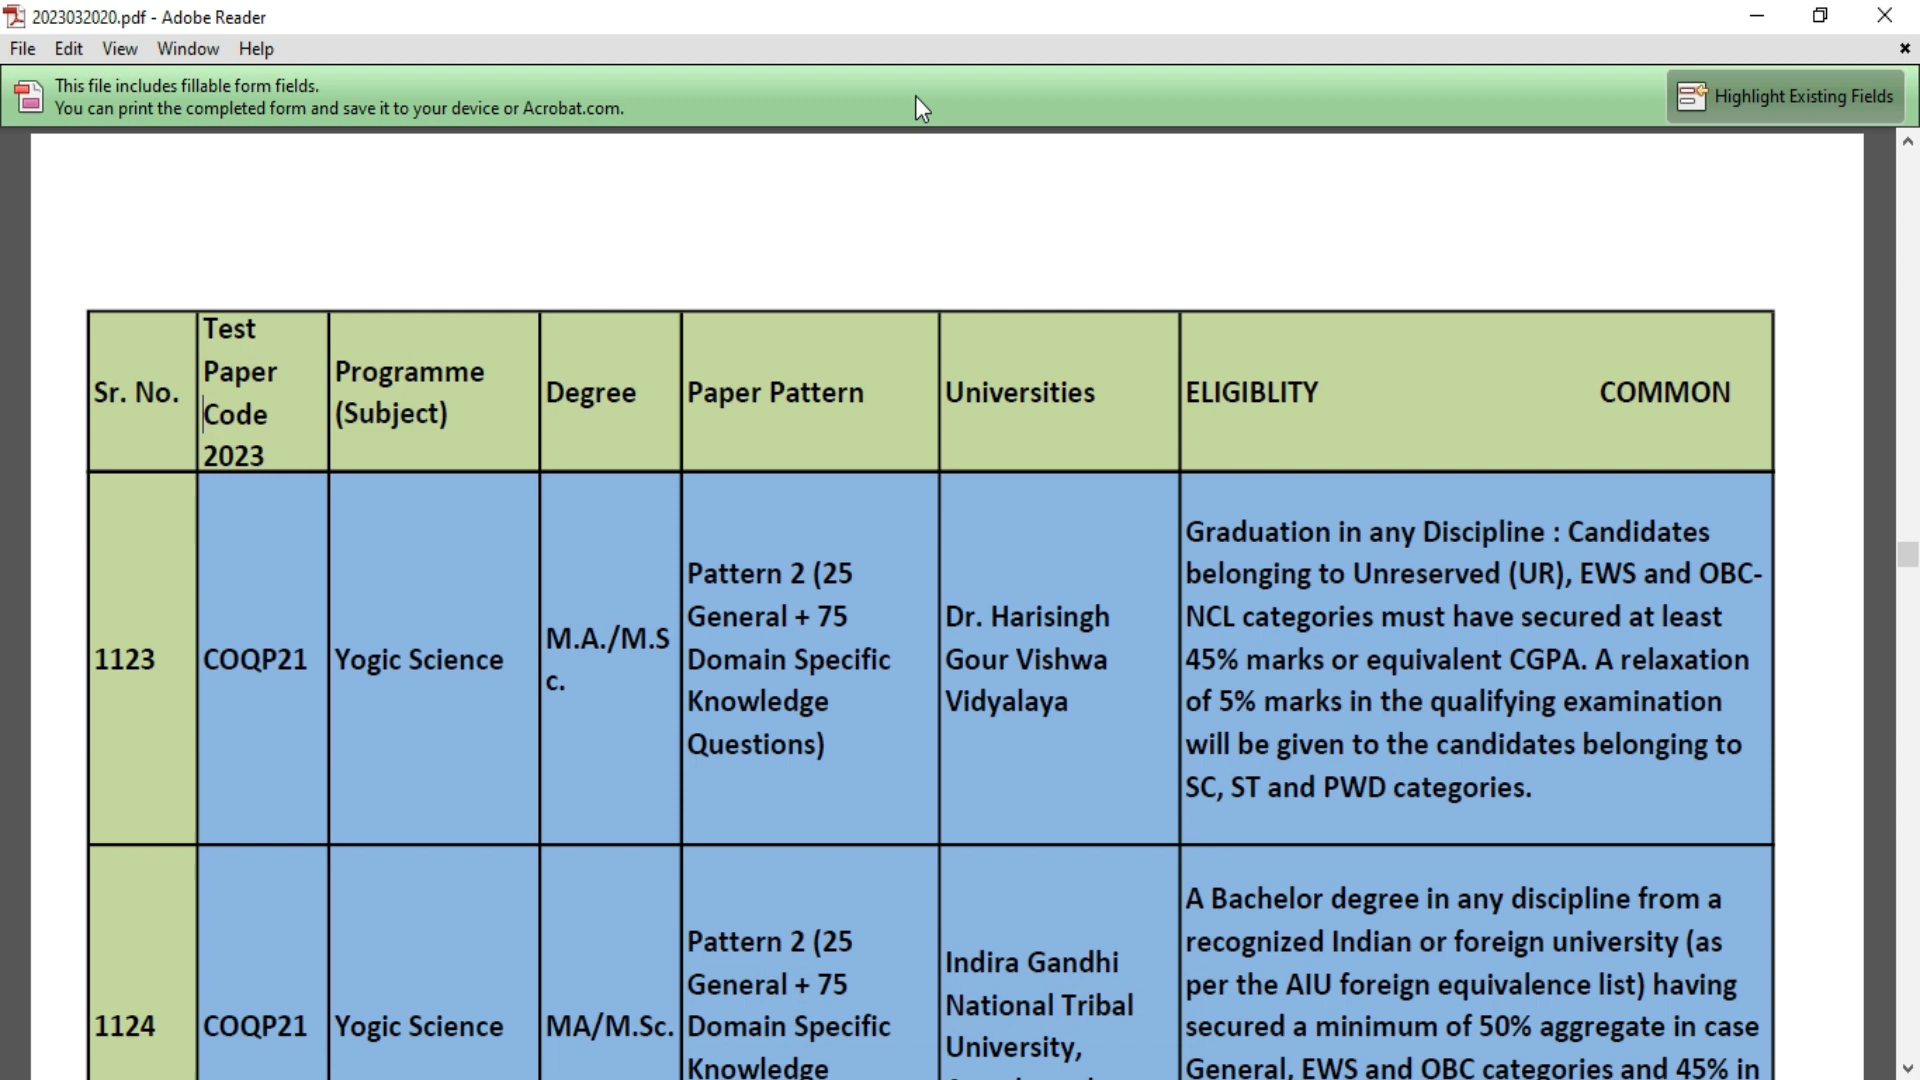 2023032020.pdf - Adobe Reader
File Edit View Window Help
This file includes fillable form fields.
You can print the completed form and save it to your device or Acrobat.com.
Highlight Existing Fields
Sr. No.
Test
Paper
Code
2023
Programme
(Subject)
Degree
Paper Pattern
Universities
ELIGIBLITY COMMON
1123
COQP21
Yogic Science
M.A./M.S
c.
Pattern 2 (25
General + 75
Domain Specific
Knowledge
Questions)
Dr. Harisingh
Gour Vishwa
Vidyalaya
Graduation in any Discipline : Candidates
belonging to Unreserved (UR), EWS and OBC-
NCL categories must have secured at least
45% marks or equivalent CGPA. A relaxation
of 5% marks in the qualifying examination
will be given to the candidates belonging to
SC, ST and PWD categories.
1124
COQP21
Yogic Science
MA/M.Sc.
Pattern 2 (25
General + 75
Domain Specific
Knowledge
Indira Gandhi
National Tribal
University,
A Bachelor degree in any discipline from a
recognized Indian or foreign university (as
per the AIU foreign equivalence list) having
secured a minimum of 50% aggregate in case
General, EWS and OBC categories and 45% in